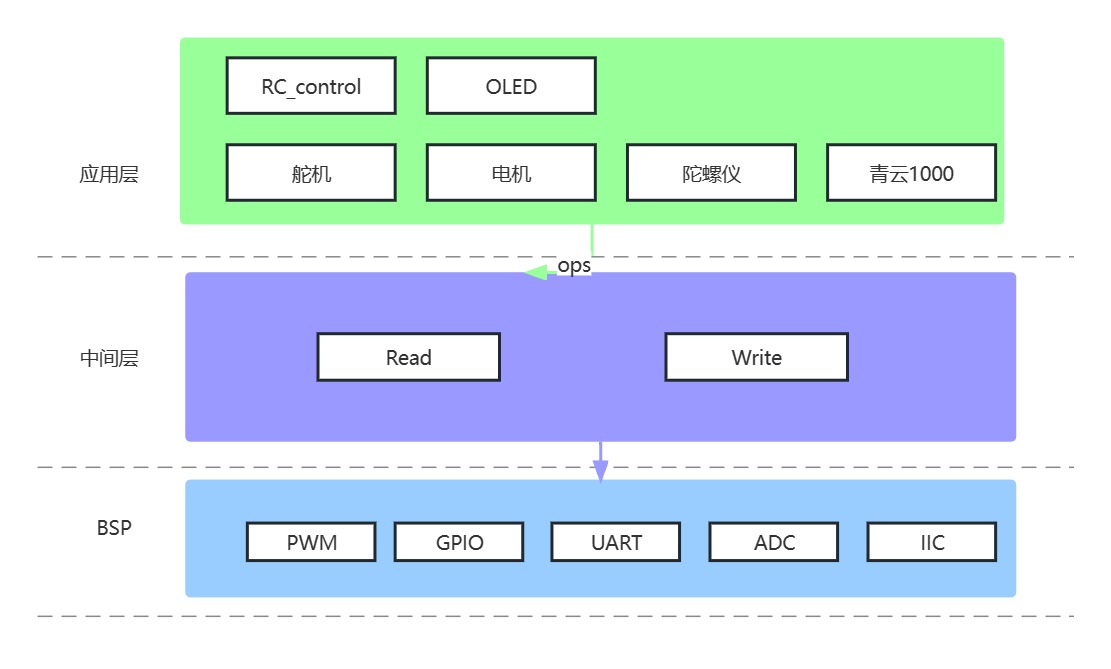 RC_control
OLED
应用层
舵机
电机
陀螺仪
青云1000
ops
中间层
Read
Write
BSP
PWM
GPIO
UART
ADC
IIC